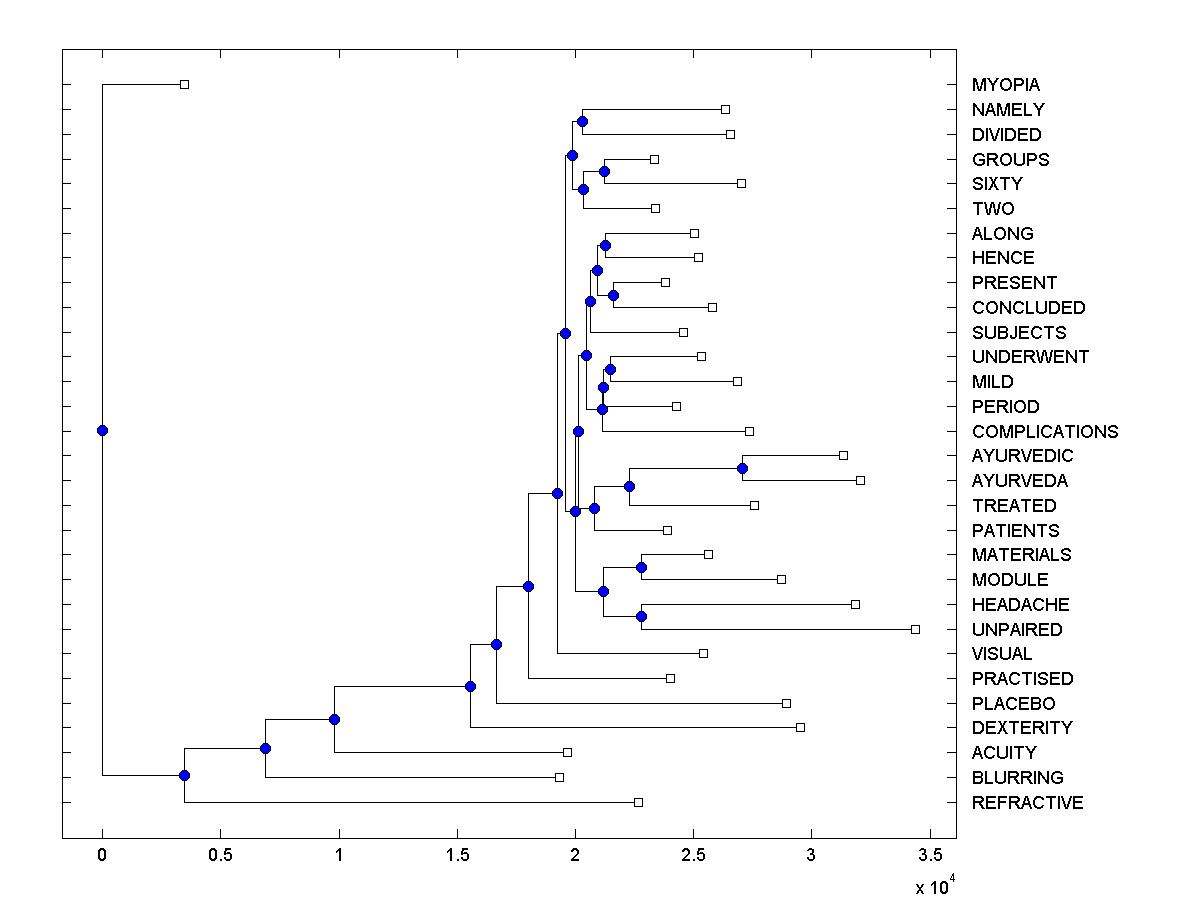 MYOPIA
NAMELY
DIVIDED
GROUPS
SIXTY
TWO
ALONG
HENCE
PRESENT
CONCLUDED
SUBJECTS
UNDERWENT
MILD
PERIOD
COMPLICATIONS
AYURVEDIC
AYURVEDA
TREATED
PATIENTS
MATERIALS
MODULE
HEADACHE
UNPAIRED
VISUAL
PRACTISED
PLACEBO
DEXTERITY
ACUITY
BLURRING
REFRACTIVE
0 0.5 1 1.5 2 2.5 3 3.5
x 10^4